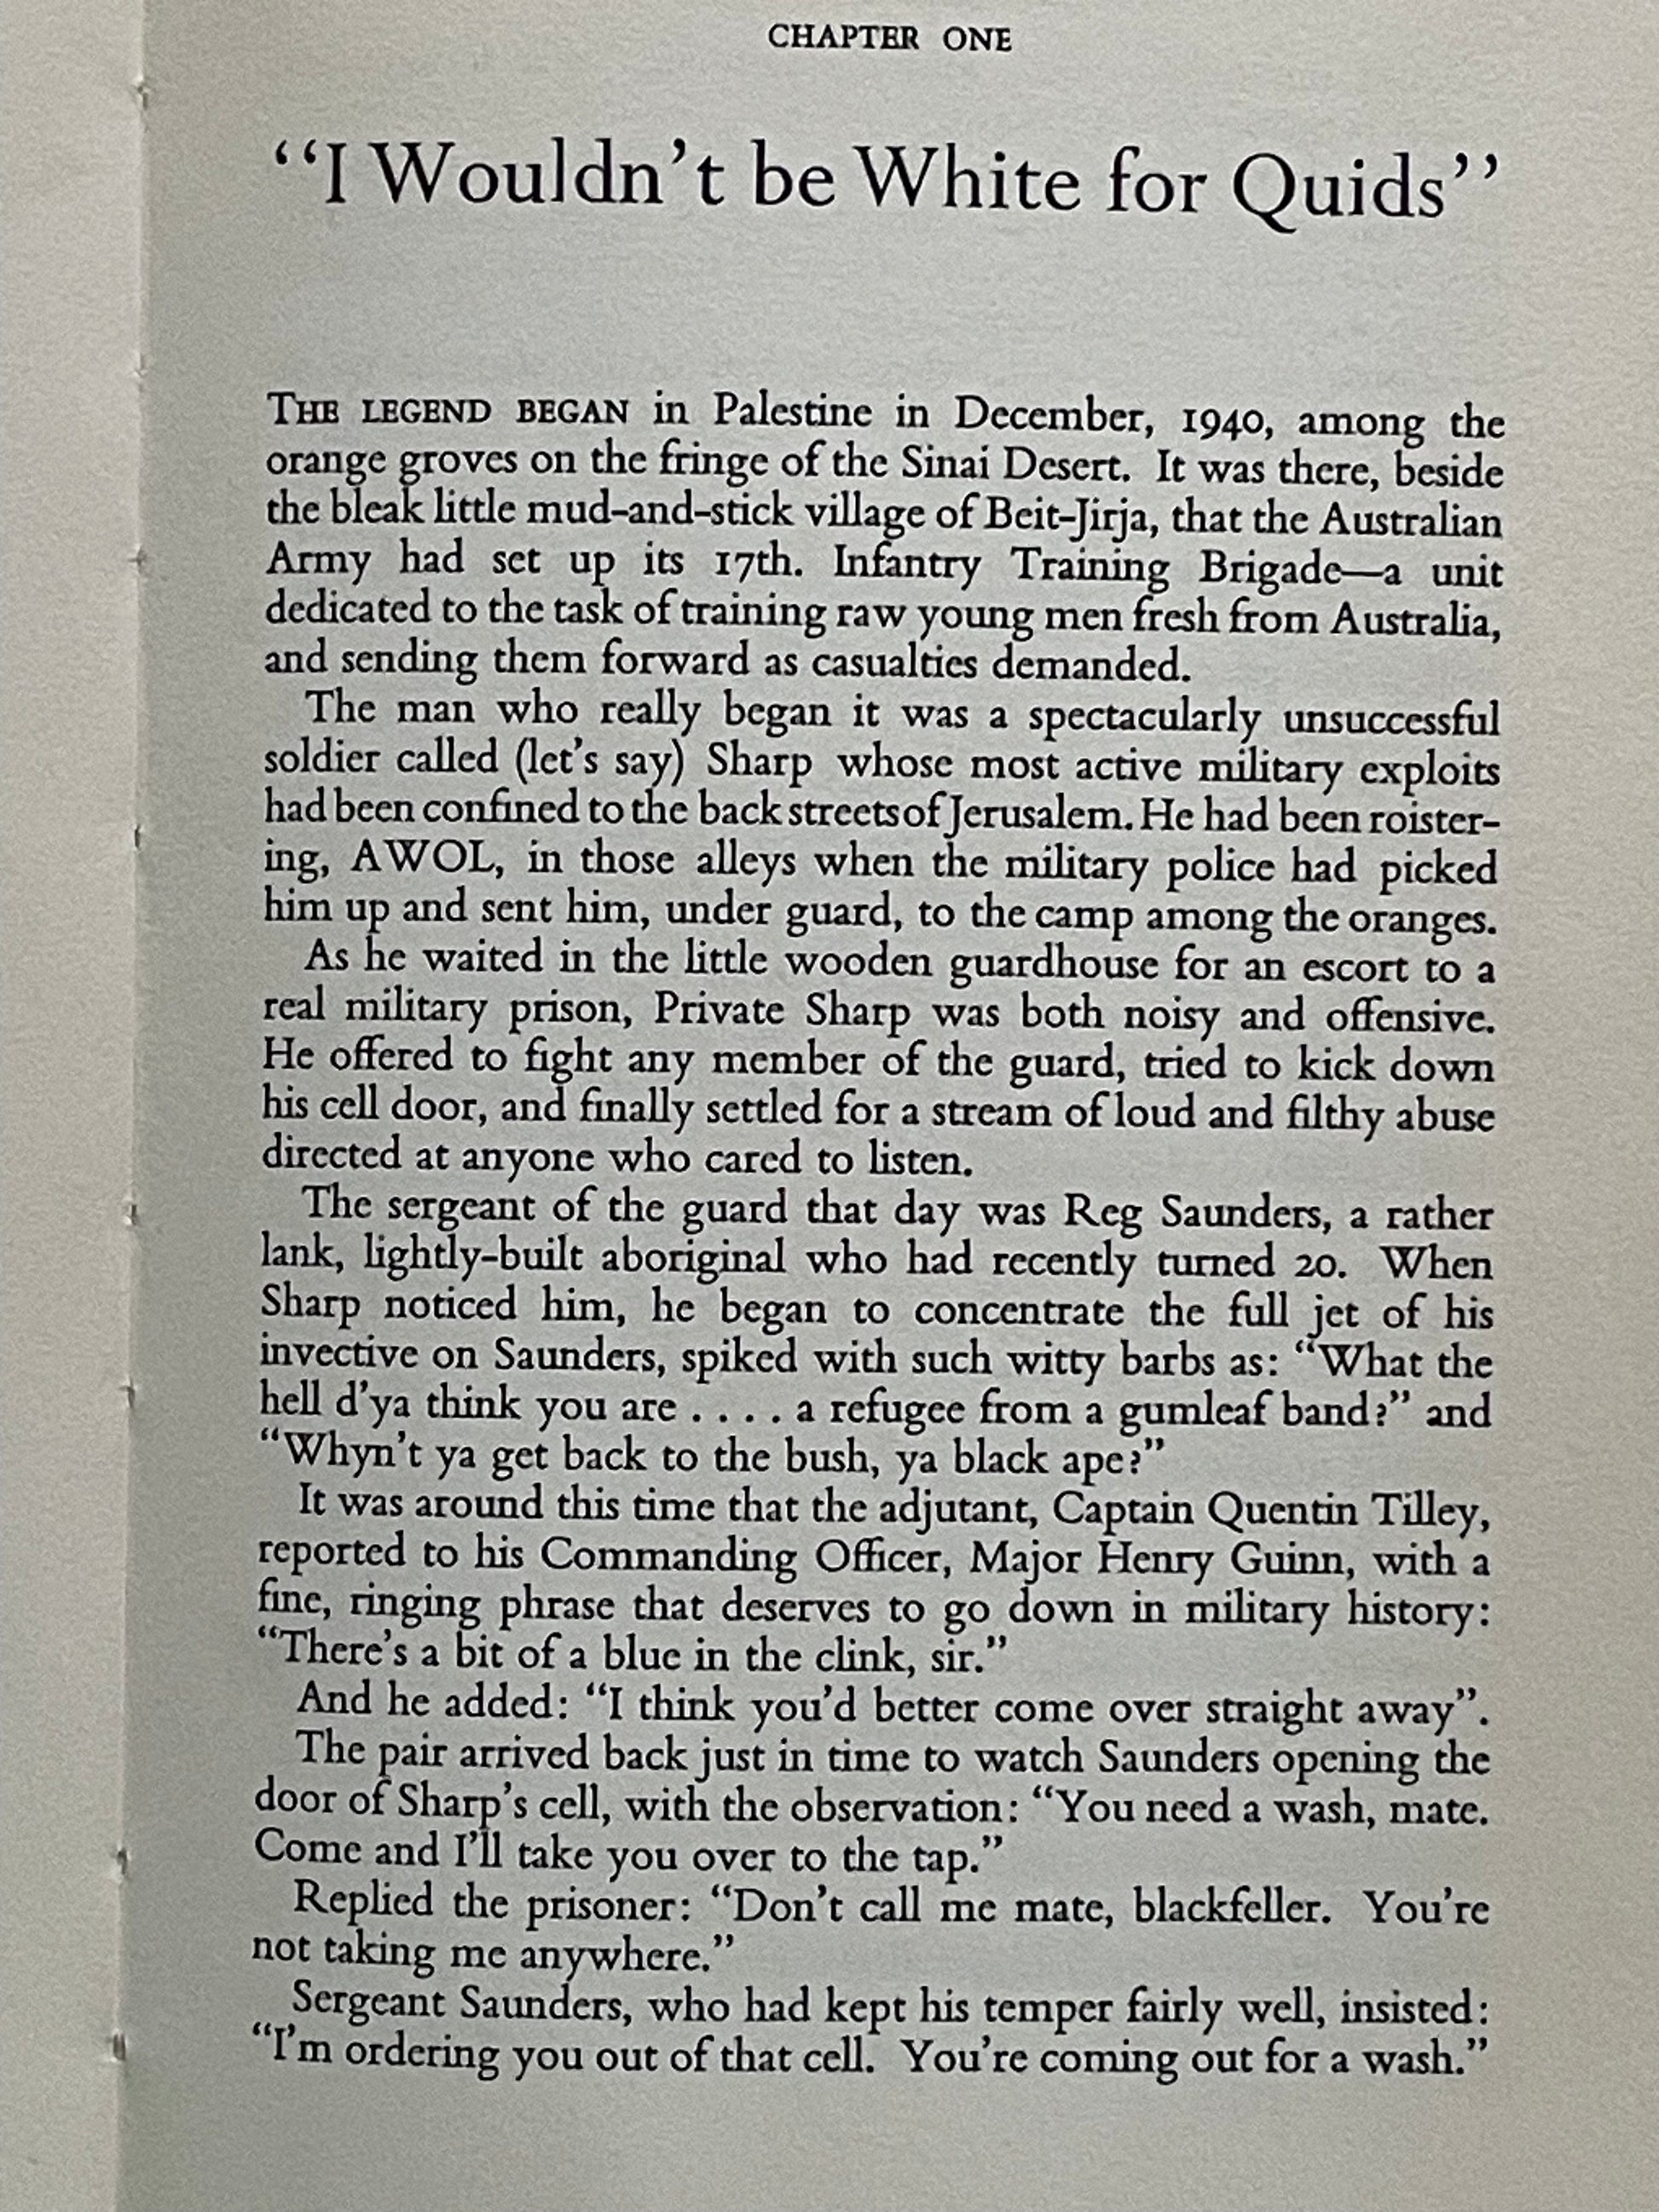 CHAPTER ONE
“I Wouldn’t be White for Quids”
THE LEGEND BEGAN in Palestine in December, 1940, among the
orange groves on the fringe of the Sinai Desert. It was there, beside
the bleak little mud-and-stick village of Beit-Jirja, that the Australian
Army had set up its 17th. Infantry Training Brigade—a unit
dedicated to the task of training raw young men fresh from Australia,
and sending them forward as casualties demanded.
The man who really began it was a spectacularly unsuccessful
soldier called (let’s say) Sharp whose most active military exploits
had been confined to the back streets of Jerusalem. He had been roister-
ing, AWOL, in those alleys when the military police had picked
him up and sent him, under guard, to the camp among the oranges.
As he waited in the little wooden guardhouse for an escort to a
real military prison, Private Sharp was both noisy and offensive.
He offered to fight any member of the guard, tried to kick down
his cell door, and finally settled for a stream of loud and filthy abuse
directed at anyone who cared to listen.
The sergeant of the guard that day was Reg Saunders, a rather
lank, lightly-built aboriginal who had recently turned 20. When
Sharp noticed him, he began to concentrate the full jet of his
invective on Saunders, spiked with such witty barbs as: “What the
hell d’ya think you are . . . . a refugee from a gumleaf band?” and
“Whyn’t ya get back to the bush, ya black ape?”
It was around this time that the adjutant, Captain Quentin Tilley,
reported to his Commanding Officer, Major Henry Guinn, with a
fine, ringing phrase that deserves to go down in military history:
“There’s a bit of a blue in the clink, sir.”
And he added: “I think you’d better come over straight away”.
The pair arrived back just in time to watch Saunders opening the
door of Sharp’s cell, with the observation: “You need a wash, mate.
Come and I’ll take you over to the tap.”
Replied the prisoner: “Don’t call me mate, blackfeller. You’re
not taking me anywhere.”
Sergeant Saunders, who had kept his temper fairly well, insisted:
“I’m ordering you out of that cell. You’re coming out for a wash.”